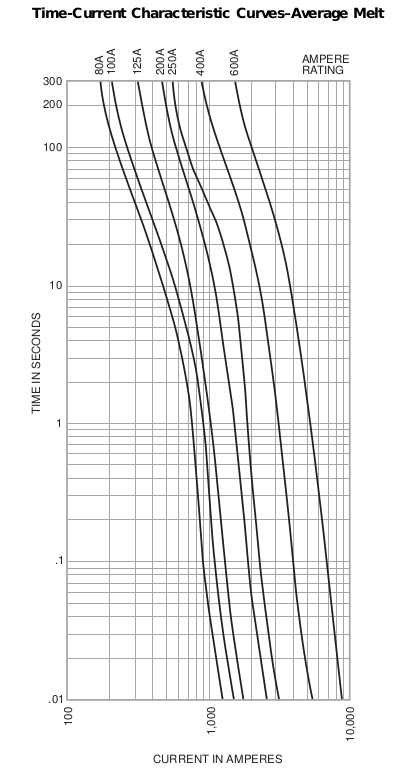 Time-Current Characteristic Curves–Average Melt
80A
100A
125A
200A
250A
400A
600A
AMPERE
RATING
300
200
100
10
1
.1
.01
TIME IN SECONDS
100
1,000
10,000
CURRENT IN AMPERES